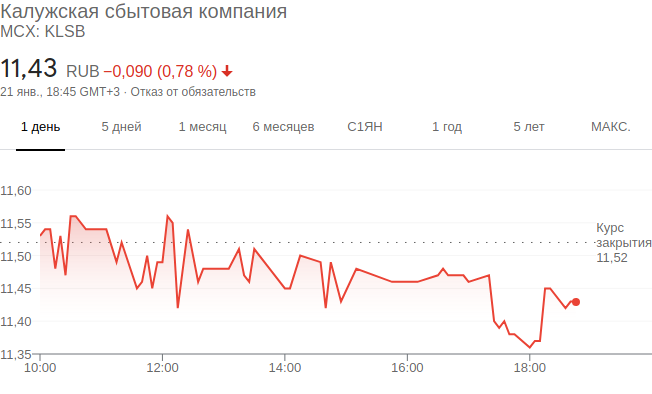 Калужская сбытовая компания
MCX: KLSB
11,43 RUB −0,090 (0,78 %)
21 янв., 18:45 GMT+3 · Отказ от обязательств
1 день 5 дней 1 месяц 6 месяцев С1ЯН 1 год 5 лет МАКС.
11,60
11,55
Курс
закрытия
11,52
11,50
11,45
11,40
11,35
10:00 12:00 14:00 16:00 18:00